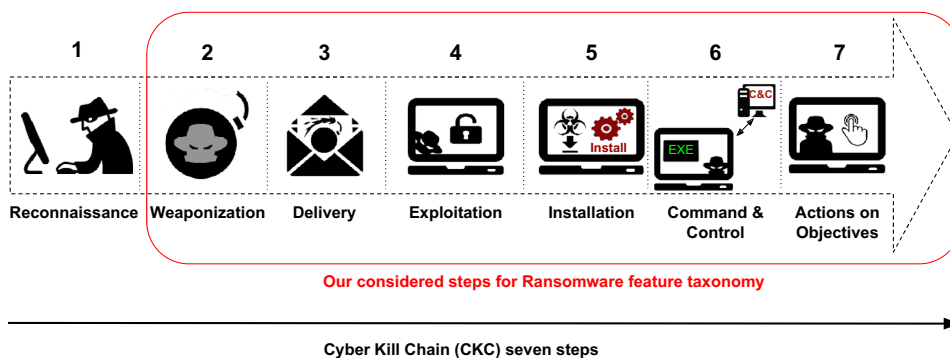 1 2 3 4 5 6 7
C&C
Install
EXE
Reconnaissance Weaponization Delivery Exploitation Installation Command & Control Actions on Objectives
Our considered steps for Ransomware feature taxonomy
Cyber Kill Chain (CKC) seven steps